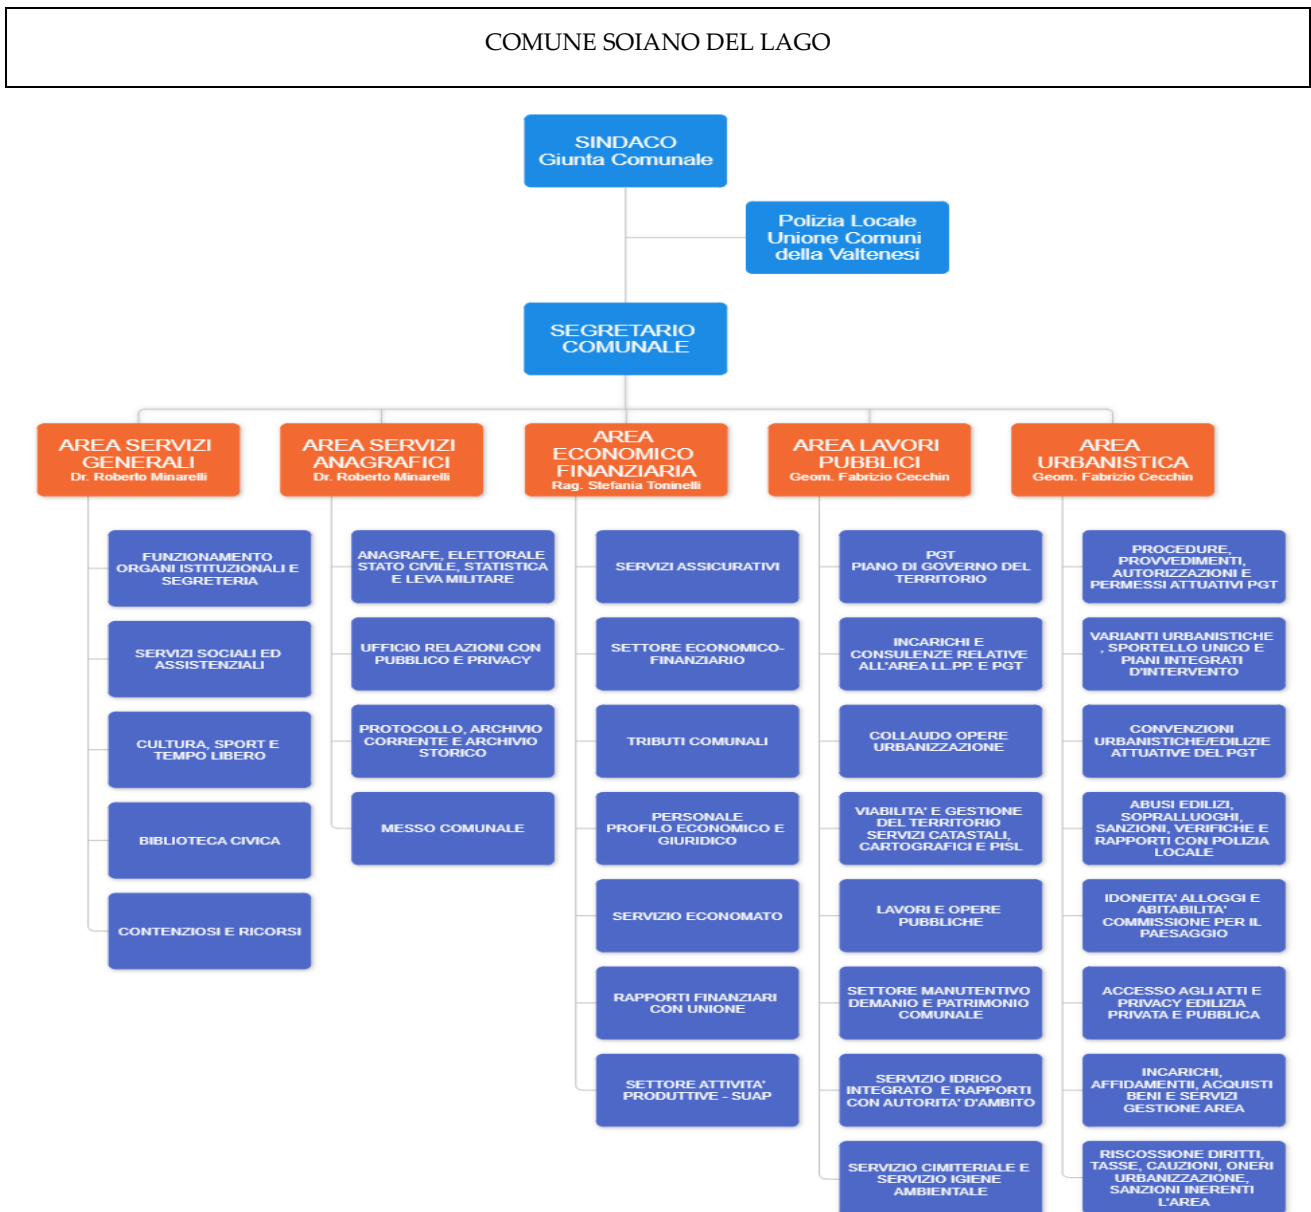 COMUNE SOIANO DEL LAGO
SINDACO
Giunta Comunale
Polizia Locale
Unione Comuni
della Valtenesi
SEGRETARIO
COMUNALE
AREA SERVIZI
GENERALI
Dr. Roberto Minarelli
FUNZIONAMENTO
ORGANI ISTITUZIONALI E
SEGRETERIA
SERVIZI SOCIALI ED
ASSISTENZIALI
CULTURA, SPORT E
TEMPO LIBERO
BIBLIOTECA CIVICA
CONTENZIOSI E RICORSI
AREA SERVIZI
ANAGRAFICI
Dr. Roberto Minarelli
ANAGRAFE, ELETTORALE
STATO CIVILE, STATISTICA
E LEVA MILITARE
UFFICIO RELAZIONI CON
PUBBLICO E PRIVACY
PROTOCOLLO, ARCHIVIO
CORRENTE E ARCHIVIO
STORICO
MESSO COMUNALE
AREA
ECONOMICO
FINANZIARIA
Rag. Stefania Toninelli
SERVIZI ASSICURATIVI
SETTORE ECONOMICO-
FINANZIARIO
TRIBUTI COMUNALI
PERSONALE
PROFILO ECONOMICO E
GIURIDICO
SERVIZIO ECONOMATO
RAPPORTI FINANZIARI
CON UNIONE
SETTORE ATTIVITA'
PRODUTTIVE - SUAP
AREA LAVORI
PUBBLICI
Geom. Fabrizio Cecchin
PGT
PIANO DI GOVERNO DEL
TERRITORIO
INCARICHI E
CONSULENZE RELATIVE
ALL'AREA LL.PP. E PGT
COLLAUDO OPERE
URBANIZZAZIONE
VIABILITA' E GESTIONE
DEL TERRITORIO
SERVIZI CATASTALI,
CARTOGRAFICI E PISL
LAVORI E OPERE
PUBBLICHE
SETTORE MANUTENTIVO
DEMANIO E PATRIMONIO
COMUNALE
SERVIZIO IDRICO
INTEGRATO E RAPPORTI
CON AUTORITA' D'AMBITO
SERVIZIO CIMITERIALE E
SERVIZIO IGIENE
AMBIENTALE
AREA
URBANISTICA
Geom. Fabrizio Cecchin
PROCEDURE,
PROVVEDIMENTI,
AUTORIZZAZIONI E
PERMESSI ATTUATIVI PGT
VARIANTI URBANISTICHE
, SPORTELLO UNICO E
PIANI INTEGRATI
D'INTERVENTO
CONVENZIONI
URBANISTICHE/EDILIZIE
ATTUATIVE DEL PGT
ABUSI EDILIZI,
SOPRALLUOGHI,
SANZIONI, VERIFICHE E
RAPPORTI CON POLIZIA
LOCALE
IDONEITA' ALLOGGI E
ABITABILITA'
COMMISSIONE PER IL
PAESAGGIO
ACCESSO AGLI ATTI E
PRIVACY EDILIZIA
PRIVATA E PUBBLICA
INCARICHI,
AFFIDAMENTII, ACQUISTI
BENI E SERVIZI
GESTIONE AREA
RISCOSSIONE DIRITTI,
TASSE, CAUZIONI, ONERI
URBANIZZAZIONE,
SANZIONI INERENTI
L'AREA